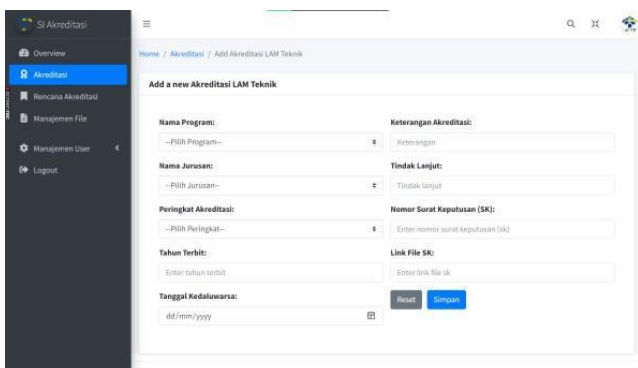 SI Akreditasi
Overview
Akreditasi
Rencana Akreditasi
Manajemen File
Manajemen User
Logout
Home / Akreditasi / Add Akreditasi LAM Teknik
Add a new Akreditasi LAM Teknik
Nama Program:
--Pilih Program--
Nama Jurusan:
--Pilih Jurusan--
Peringkat Akreditasi:
--Pilih Peringkat--
Tahun Terbit:
Enter tahun terbit
Tanggal Kedaluwarsa:
dd/mm/yyyy
Keterangan Akreditasi:
Keterangan
Tindak Lanjut:
Tindak lanjut
Nomor Surat Keputusan (SK):
Enter nomor surat keputusan (sk)
Link File SK:
Enter link file sk
Reset Simpan